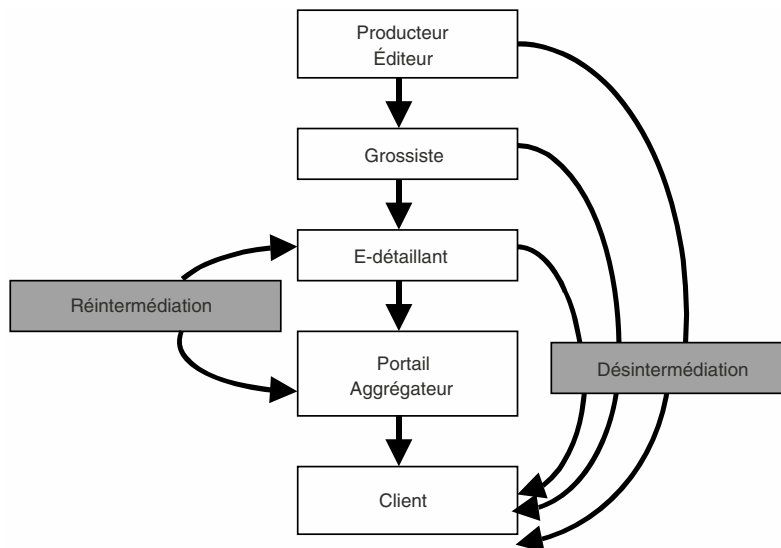 Producteur
Éditeur
Grossiste
E-détaillant
Réintermédiation
Portail
Aggrégateur
Désintermédiation
Client